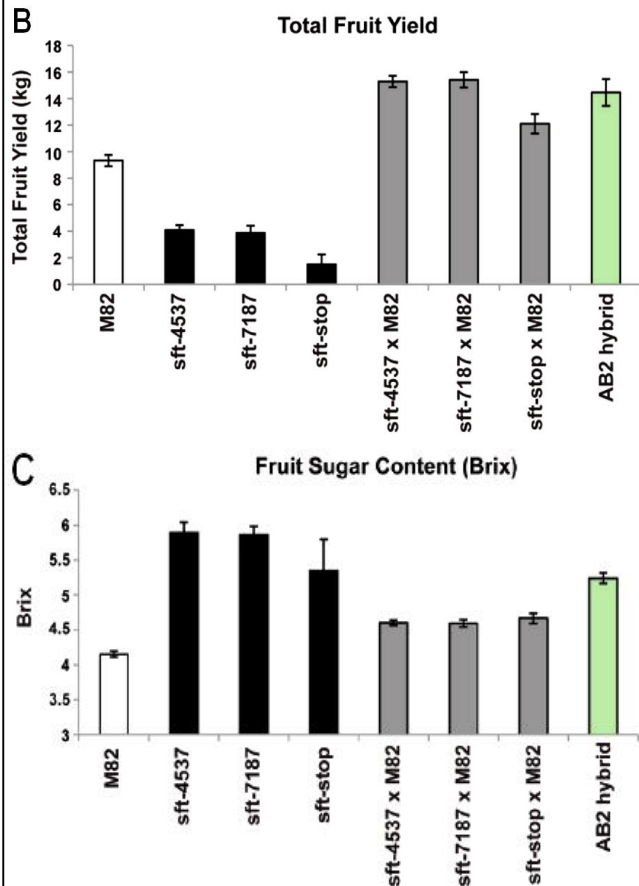 B
Total Fruit Yield
Total Fruit Yield (kg)
18
16
14
12
10
8
6
4
2
0
M82
sft-4537
sft-7187
sft-stop
sft-4537 x M82
sft-7187 x M82
sft-stop x M82
AB2 hybrid
C
Fruit Sugar Content (Brix)
Brix
6.5
6
5.5
5
4.5
4
3.5
3
M82
sft-4537
sft-7187
sft-stop
sft-4537 x M82
sft-7187 x M82
sft-stop x M82
AB2 hybrid